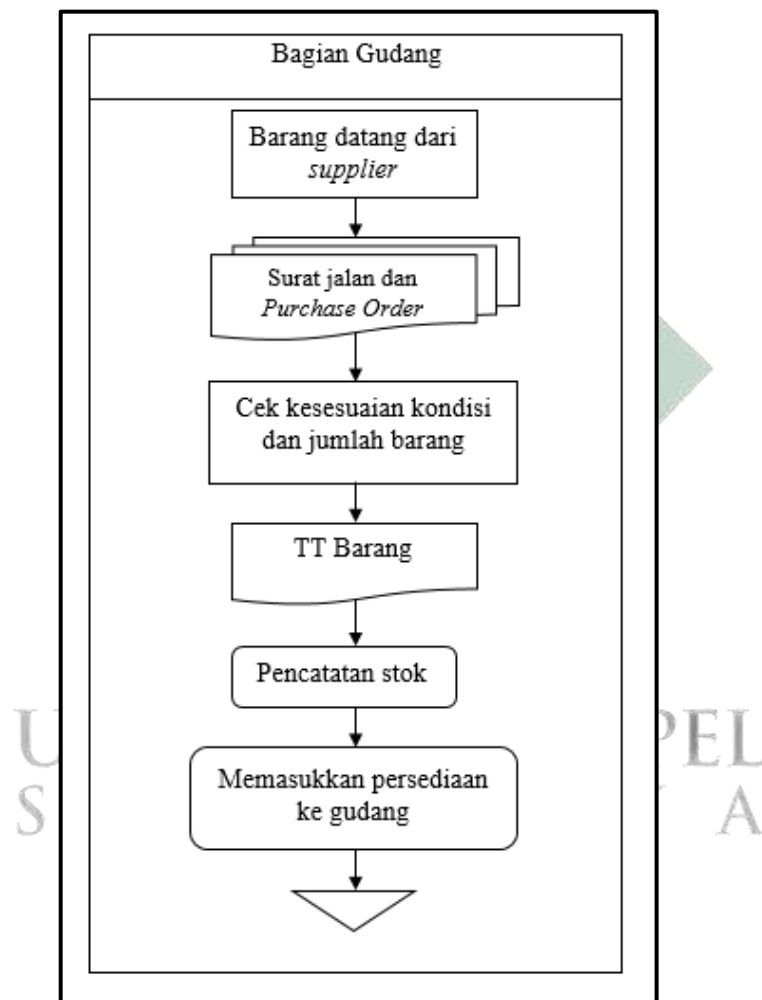 Bagian Gudang
Barang datang dari
supplier
Surat jalan dan
Purchase Order
Cek kesesuaian kondisi
dan jumlah barang
TT Barang
Pencatatan stok
U PEL
S A
Memasukkan persediaan
ke gudang